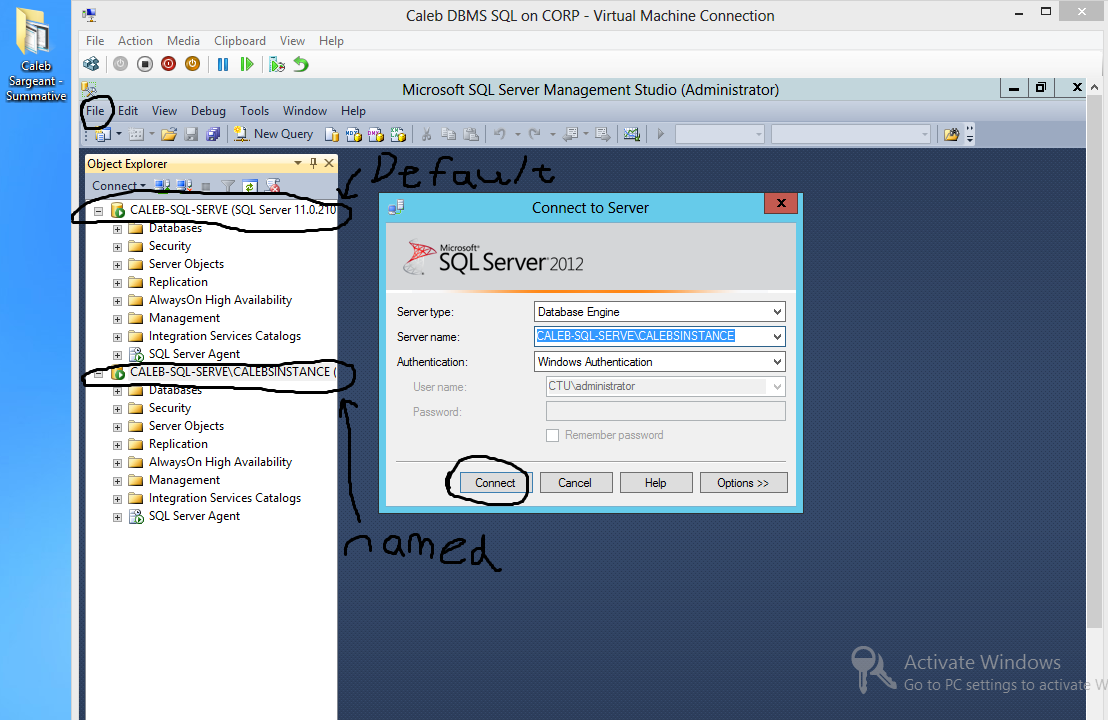 Caleb DBMS SQL on CORP - Virtual Machine Connection
File Action Media Clipboard View Help
Caleb
Sargeant -
Summative
Microsoft SQL Server Management Studio (Administrator)
File Edit View Debug Tools Window Help
New Query
Object Explorer
Connect
Default
CALEB-SQL-SERVE (SQL Server 11.0.210
Databases
Security
Server Objects
Replication
AlwaysOn High Availability
Management
Integration Services Catalogs
SQL Server Agent
CALEB-SQL-SERVE\CALEBSINSTANCE (
Databases
Security
Server Objects
Replication
AlwaysOn High Availability
Management
Integration Services Catalogs
SQL Server Agent
named
Connect to Server
Microsoft®
SQL Server® 2012
Server type: Database Engine
Server name: CALEB-SQL-SERVE\CALEBSINSTANCE
Authentication: Windows Authentication
User name: CTU\administrator
Password:
Remember password
Connect Cancel Help Options >>
Activate Windows
Go to PC settings to activate W